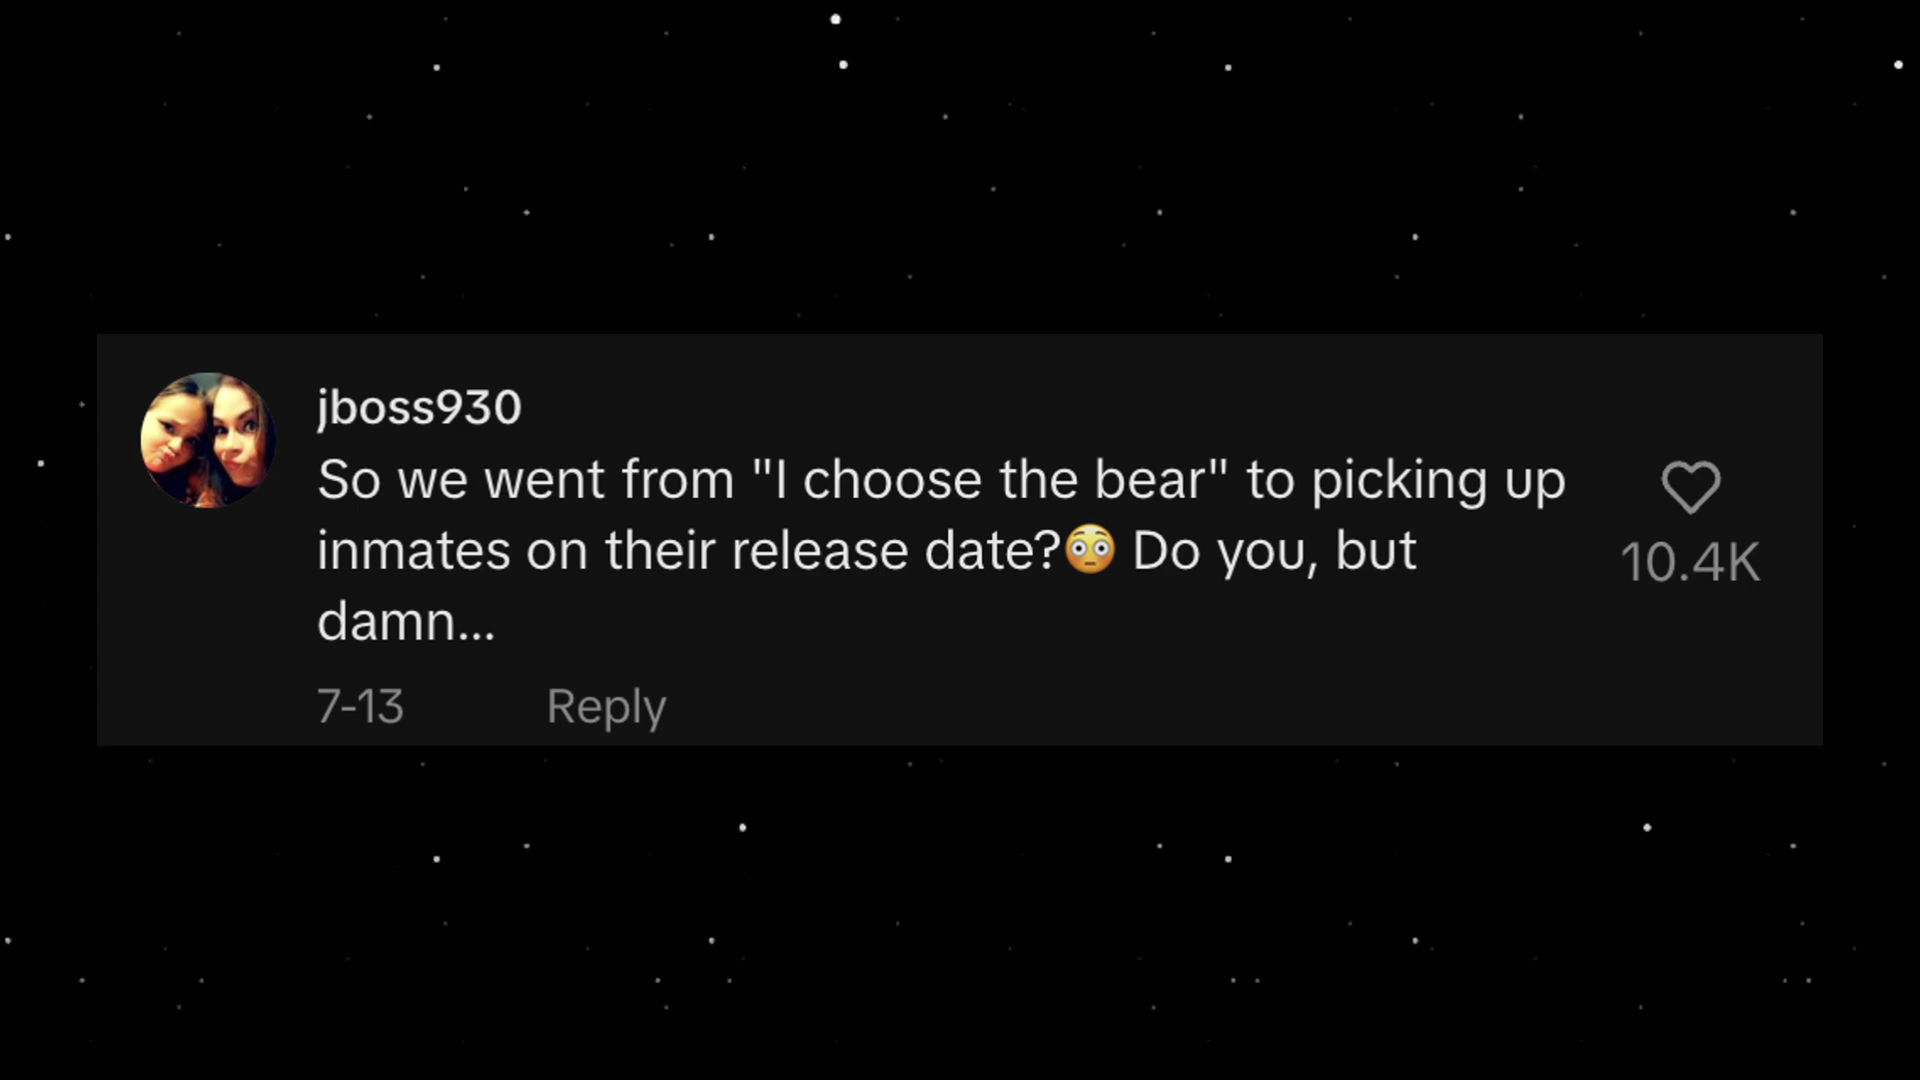 jboss930
So we went from "I choose the bear" to picking up
inmates on their release date?😳 Do you, but
damn...
10.4K
7-13 Reply